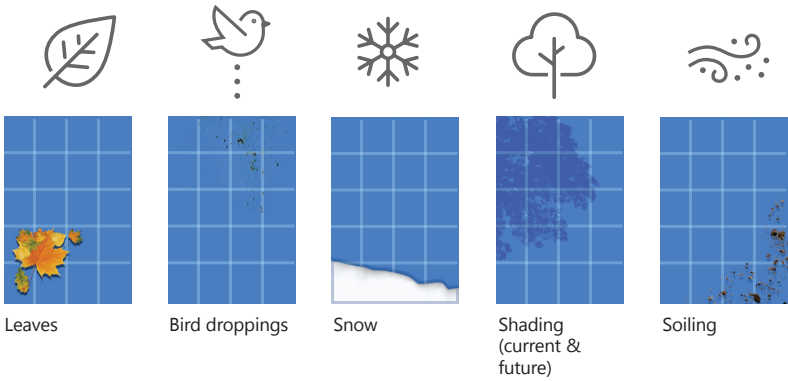 Leaves
Bird droppings
Snow
Shading
(current &
future)
Soiling